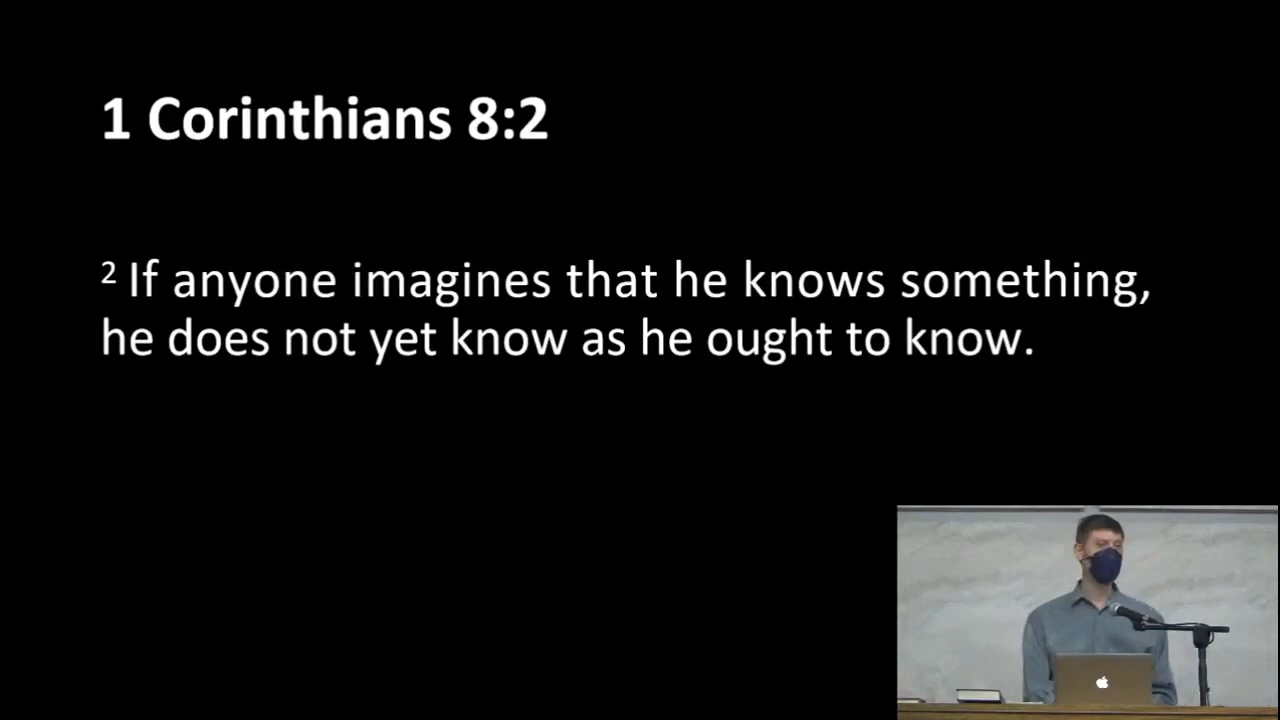 1 Corinthians 8:2
2 If anyone imagines that he knows something,
he does not yet know as he ought to know.